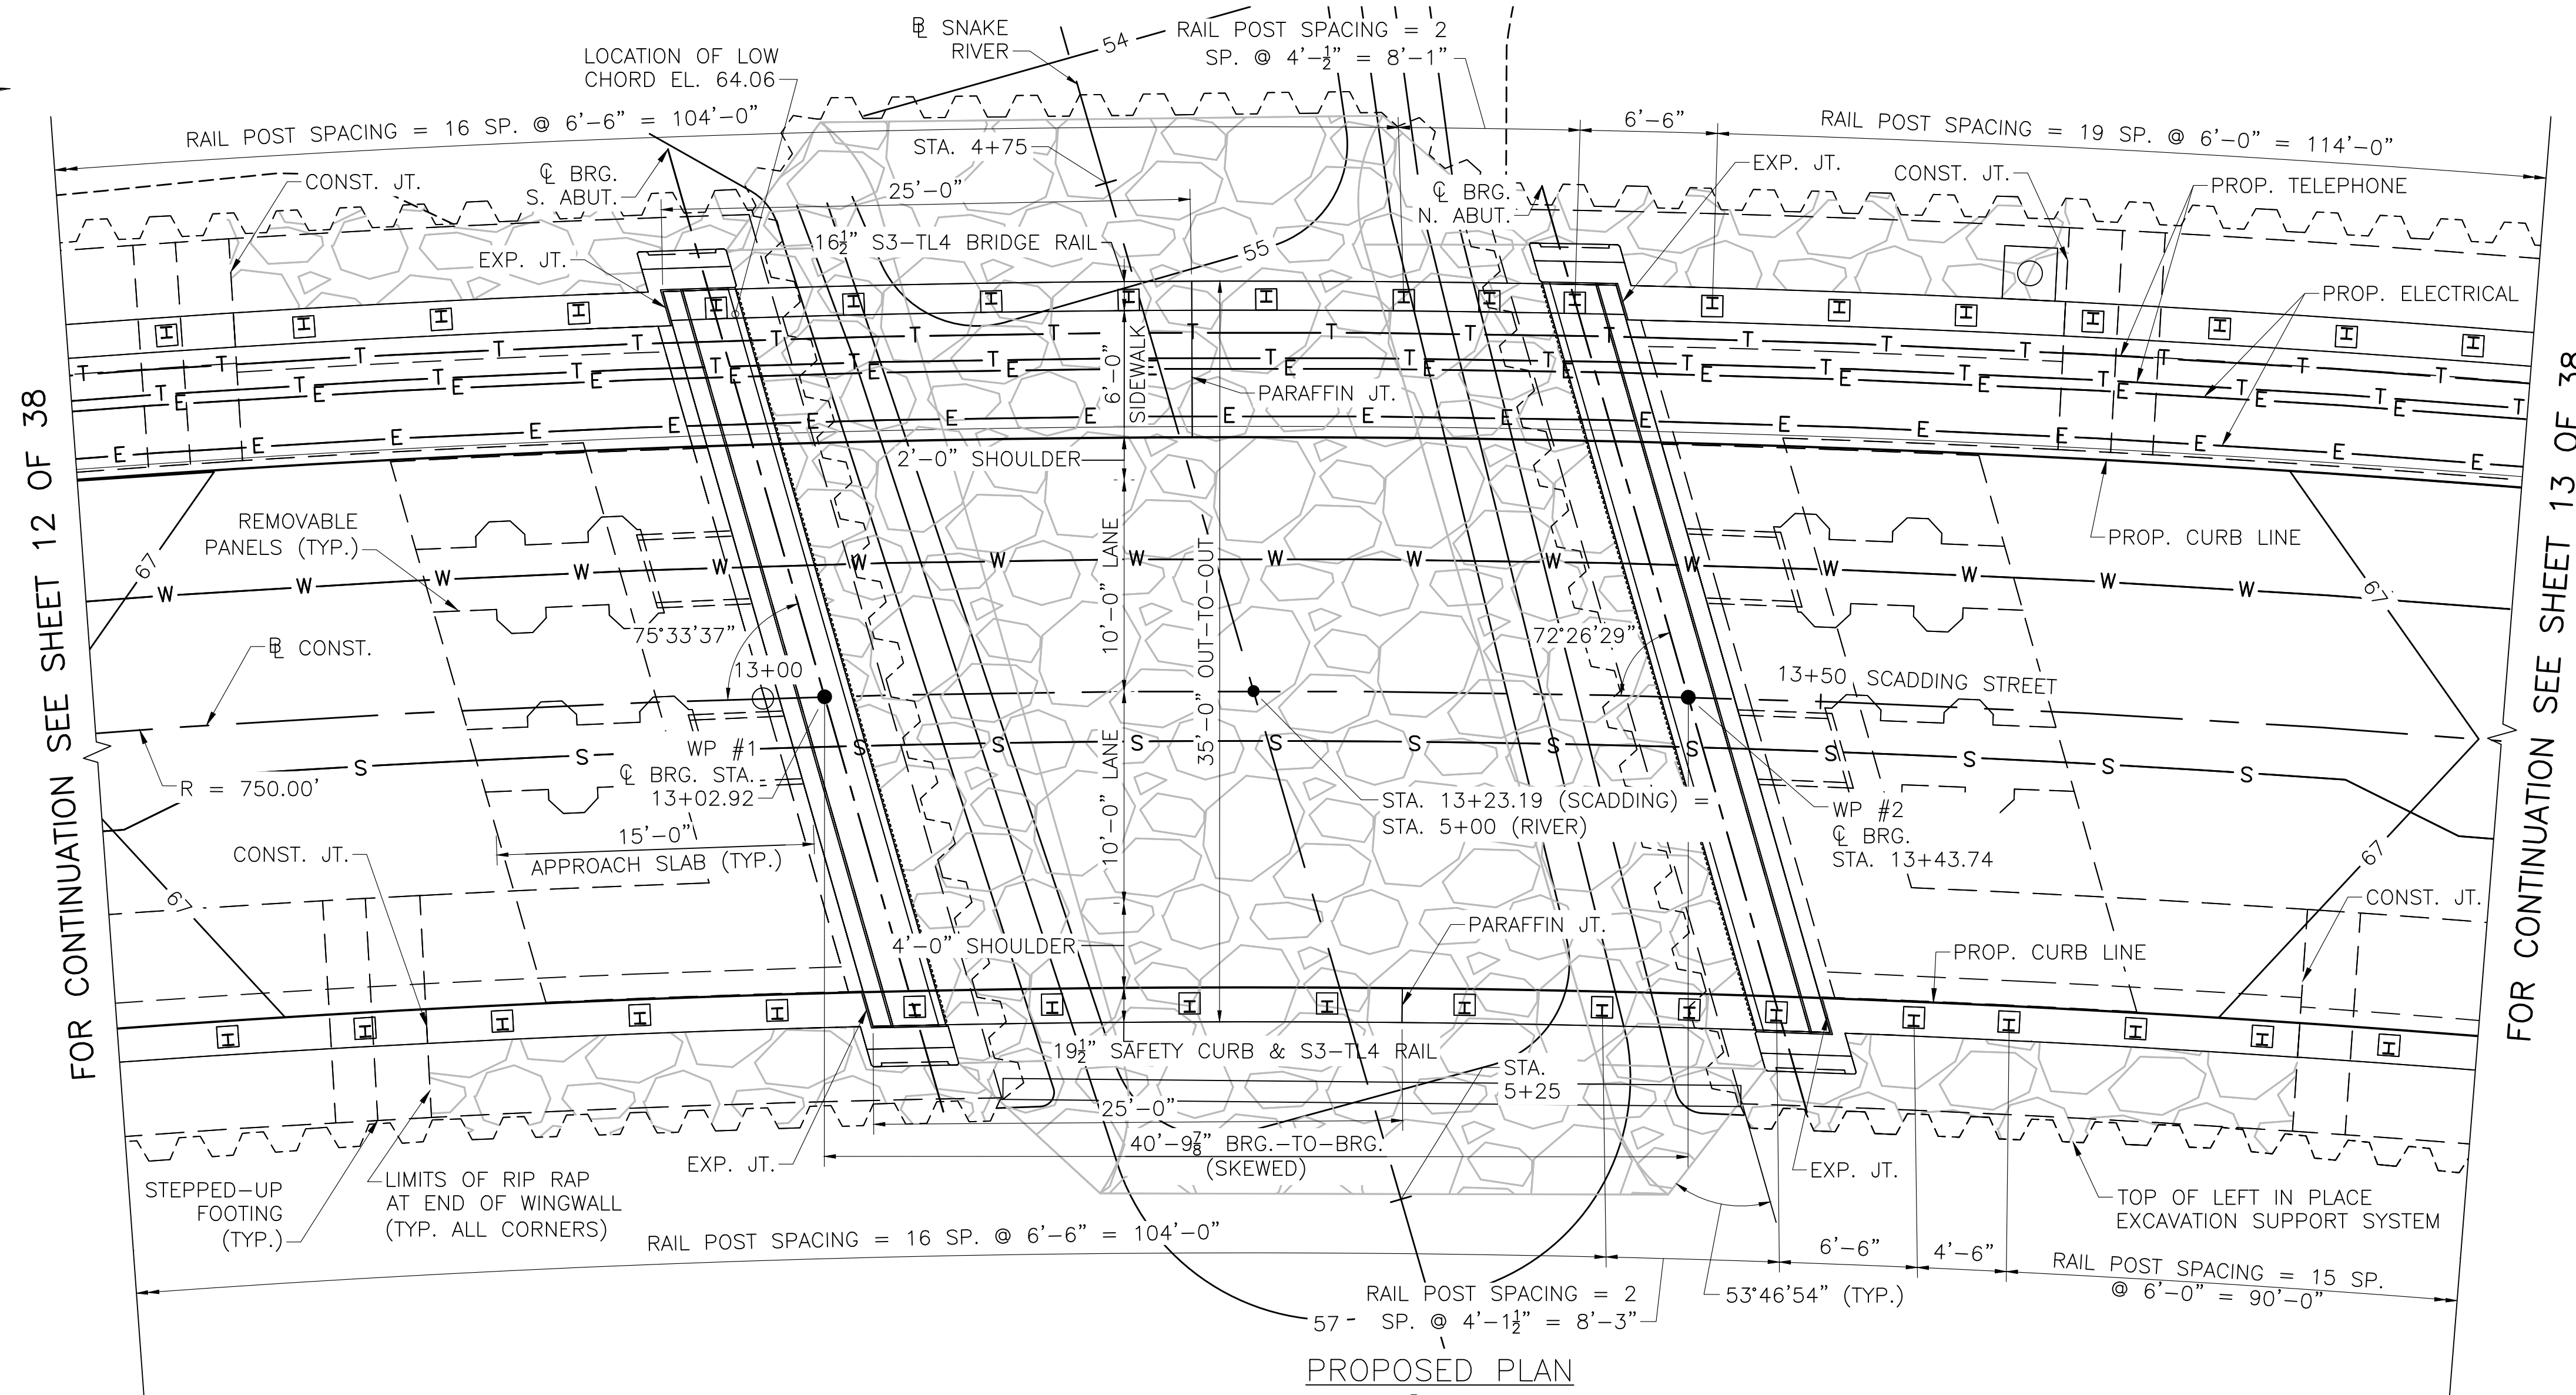 ℄ SNAKE
RIVER
54
RAIL POST SPACING = 2
SP. @ 4'-½" = 8'-1"
LOCATION OF LOW
CHORD EL. 64.06
RAIL POST SPACING = 16 SP. @ 6'-6" = 104'-0"
6'-6"
RAIL POST SPACING = 19 SP. @ 6'-0" = 114'-0"
STA. 4+75
CONST. JT.
℄ BRG.
S. ABUT.
25'-0"
℄ BRG.
N. ABUT.
EXP. JT.
CONST. JT.
PROP. TELEPHONE
16½" S3-TL4 BRIDGE RAIL
55
EXP. JT.
PROP. ELECTRICAL
6'-0"
SIDEWALK
PARAFFIN JT.
2'-0" SHOULDER
REMOVABLE
PANELS (TYP.)
67
10'-0" LANE
35'-0" OUT-TO-OUT
PROP. CURB LINE
67
W W W W W W W W W W W W W W W W
T T T T T T T T T T T T T T T T T
T T T T T T T T T T T T T T T T T T
E E E E E E E E E E E E E E E E E
E E E E E E E E E E E E E E E E E E
75°33'37"
72°26'29"
℄ CONST.
13+00
13+50 SCADDING STREET
S S S S S S S S S S S S S
R = 750.00'
WP #1
℄ BRG. STA.
13+02.92
10'-0" LANE
STA. 13+23.19 (SCADDING) =
STA. 5+00 (RIVER)
WP #2
℄ BRG.
STA. 13+43.74
15'-0"
APPROACH SLAB (TYP.)
CONST. JT.
67
67
CONST. JT.
PARAFFIN JT.
4'-0" SHOULDER
PROP. CURB LINE
19½" SAFETY CURB & S3-TL4 RAIL
STA.
5+25
25'-0"
40'-9⅞" BRG.-TO-BRG.
(SKEWED)
EXP. JT.
EXP. JT.
STEPPED-UP
FOOTING
(TYP.)
LIMITS OF RIP RAP
AT END OF WINGWALL
(TYP. ALL CORNERS)
TOP OF LEFT IN PLACE
EXCAVATION SUPPORT SYSTEM
RAIL POST SPACING = 16 SP. @ 6'-6" = 104'-0"
6'-6"
4'-6"
RAIL POST SPACING = 15 SP.
@ 6'-0" = 90'-0"
RAIL POST SPACING = 2
SP. @ 4'-1½" = 8'-3"
53°46'54" (TYP.)
57
PROPOSED PLAN
FOR CONTINUATION SEE SHEET 12 OF 38
FOR CONTINUATION SEE SHEET 13 OF 38